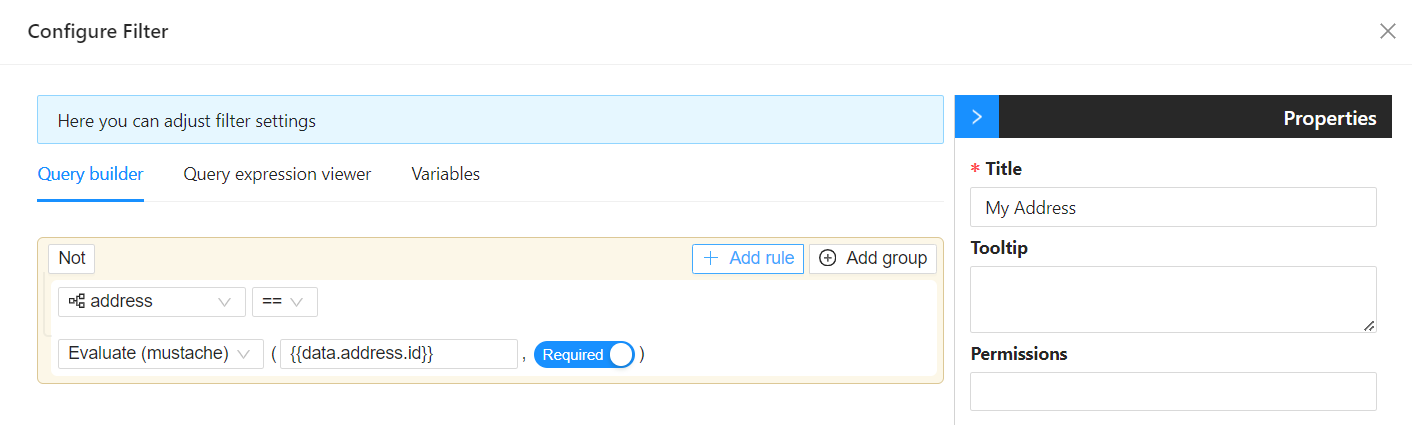 Configure Filter
Here you can adjust filter settings
Query builder Query expression viewer Variables
Not + Add rule Add group
address ==
Evaluate (mustache) ( {{data.address.id}} , Required )
Properties
* Title
My Address
Tooltip
Permissions